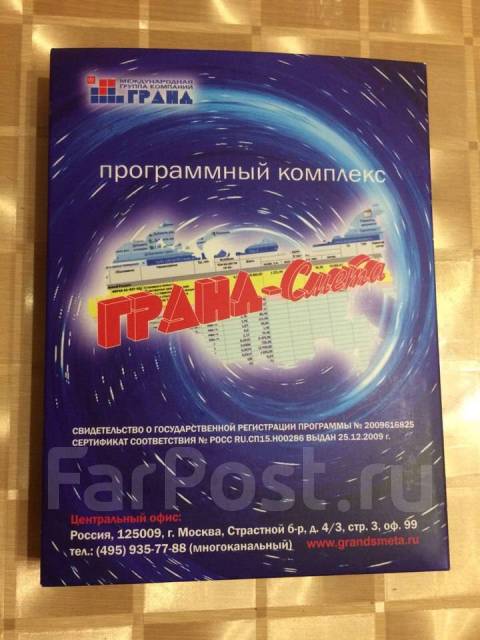 МЕЖДУНАРОДНАЯ
ГРУППА КОМПАНИЙ
ГРАНД
программный комплекс
ГРАНД-Смета
СВИДЕТЕЛЬСТВО О ГОСУДАРСТВЕННОЙ РЕГИСТРАЦИИ ПРОГРАММЫ № 2009616825
СЕРТИФИКАТ СООТВЕТСТВИЯ № РОСС RU.СП15.Н00286 ВЫДАН 25.12.2009 г.
FarPost.ru
Центральный офис:
Россия, 125009, г. Москва, Страстной б-р, д. 4/3, стр. 3, оф. 99
тел.: (495) 935-77-88 (многоканальный) www.grandsmeta.ru